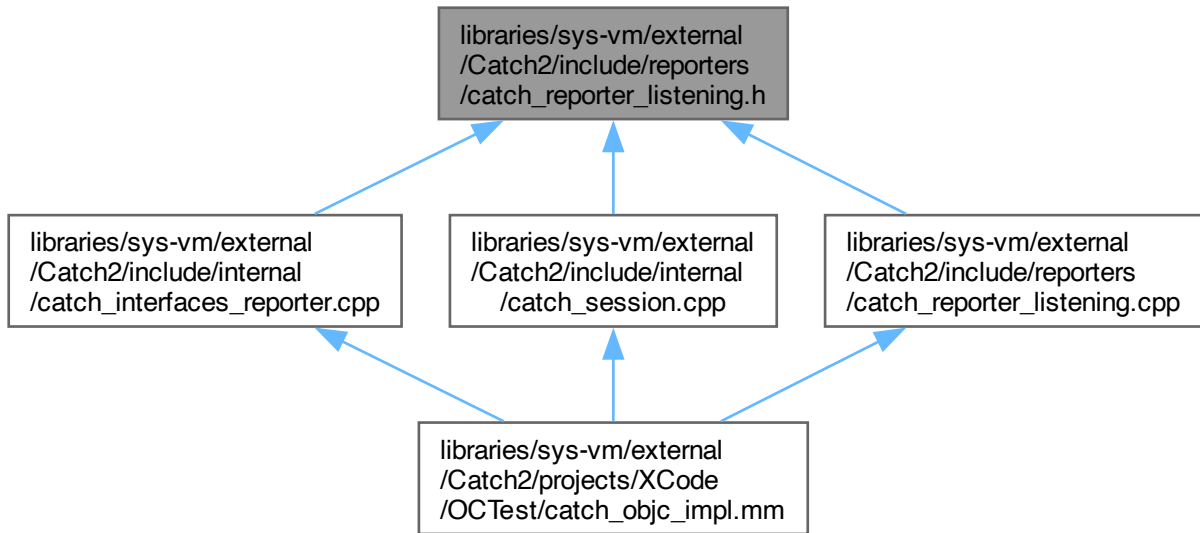 libraries/sys-vm/external
/Catch2/include/reporters
/catch_reporter_listening.h
libraries/sys-vm/external
/Catch2/include/internal
/catch_interfaces_reporter.cpp
libraries/sys-vm/external
/Catch2/include/internal
/catch_session.cpp
libraries/sys-vm/external
/Catch2/include/reporters
/catch_reporter_listening.cpp
libraries/sys-vm/external
/Catch2/projects/XCode
/OCTest/catch_objc_impl.mm